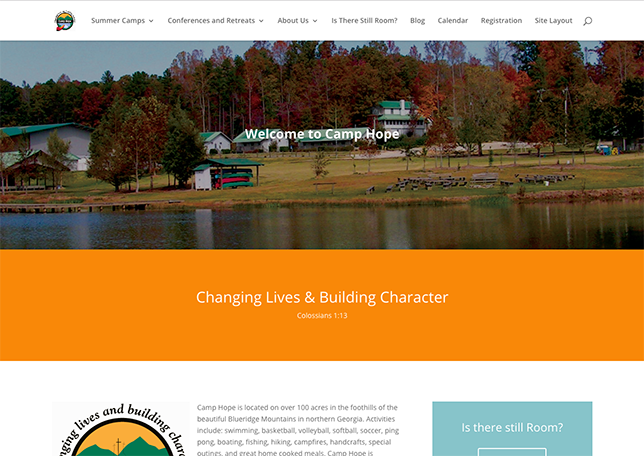 Summer Camps Conferences and Retreats About Us Is There Still Room? Blog Calendar Registration Site Layout
Welcome to Camp Hope
Changing Lives & Building Character
Colossians 1:13
Camp Hope is located on over 100 acres in the foothills of the
beautiful Blueridge Mountains in northern Georgia. Activities
include: swimming, basketball, volleyball, softball, soccer, ping
pong, boating, fishing, hiking, campfires, handcrafts, special
outings, and great home cooked meals. Camp Hope is
lives and building
Is there still Room?